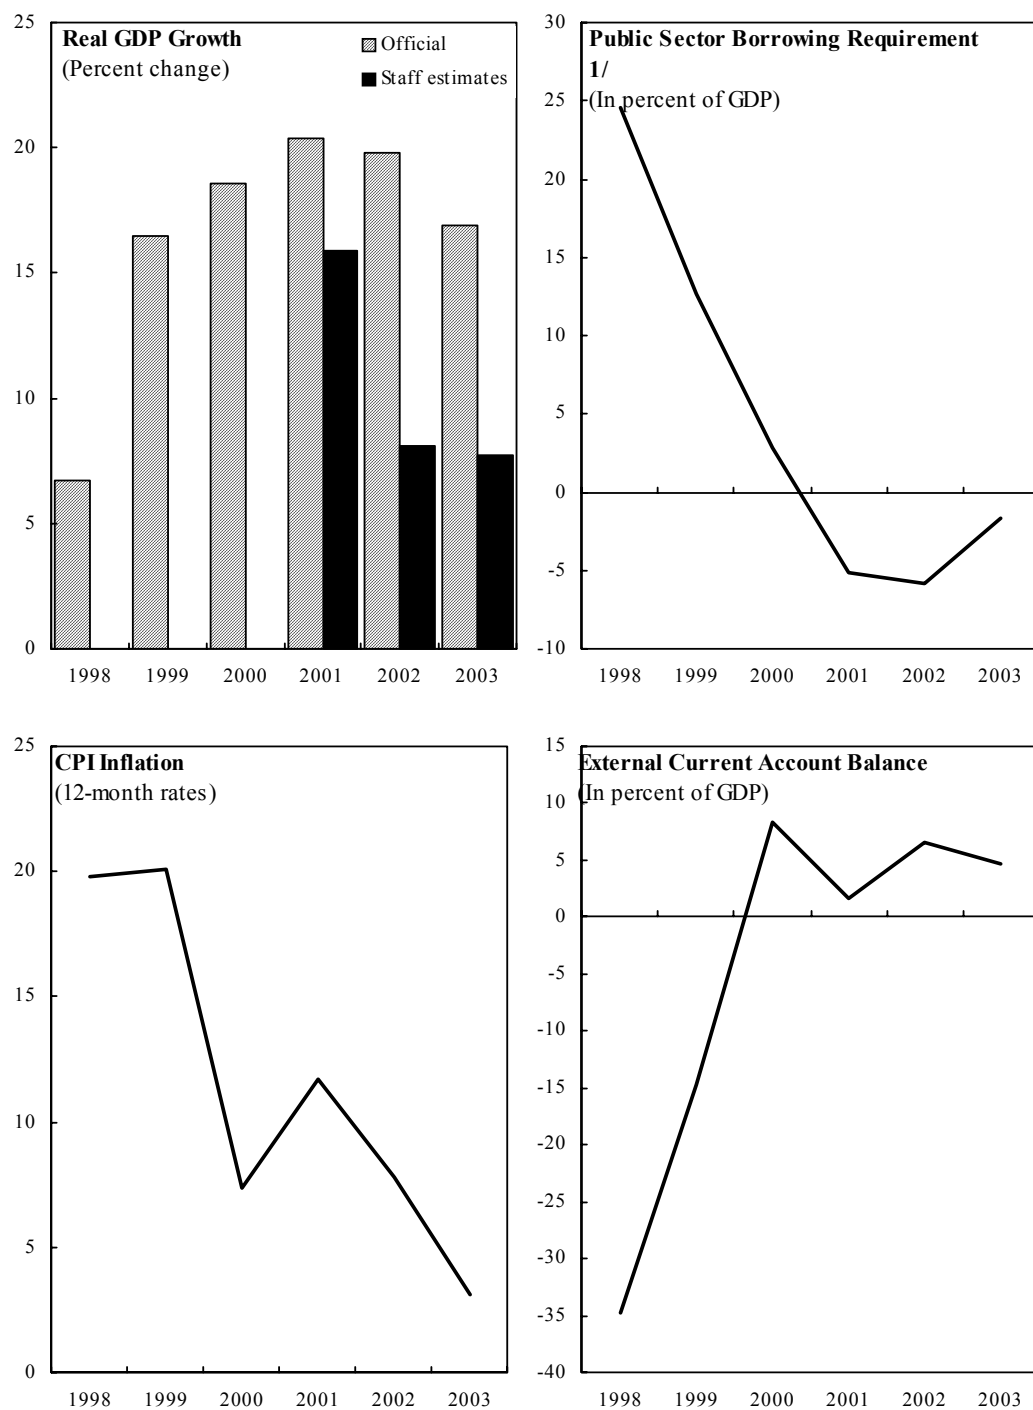 Real GDP Growth
(Percent change)
Official
Staff estimates
25
20
15
10
5
0
1998 1999 2000 2001 2002 2003
Public Sector Borrowing Requirement
1/
(In percent of GDP)
30
25
20
15
10
5
0
-5
-10
1998 1999 2000 2001 2002 2003
CPI Inflation
(12-month rates)
25
20
15
10
5
0
1998 1999 2000 2001 2002 2003
External Current Account Balance
(In percent of GDP)
15
10
5
0
-5
-10
-15
-20
-25
-30
-35
-40
1998 1999 2000 2001 2002 2003